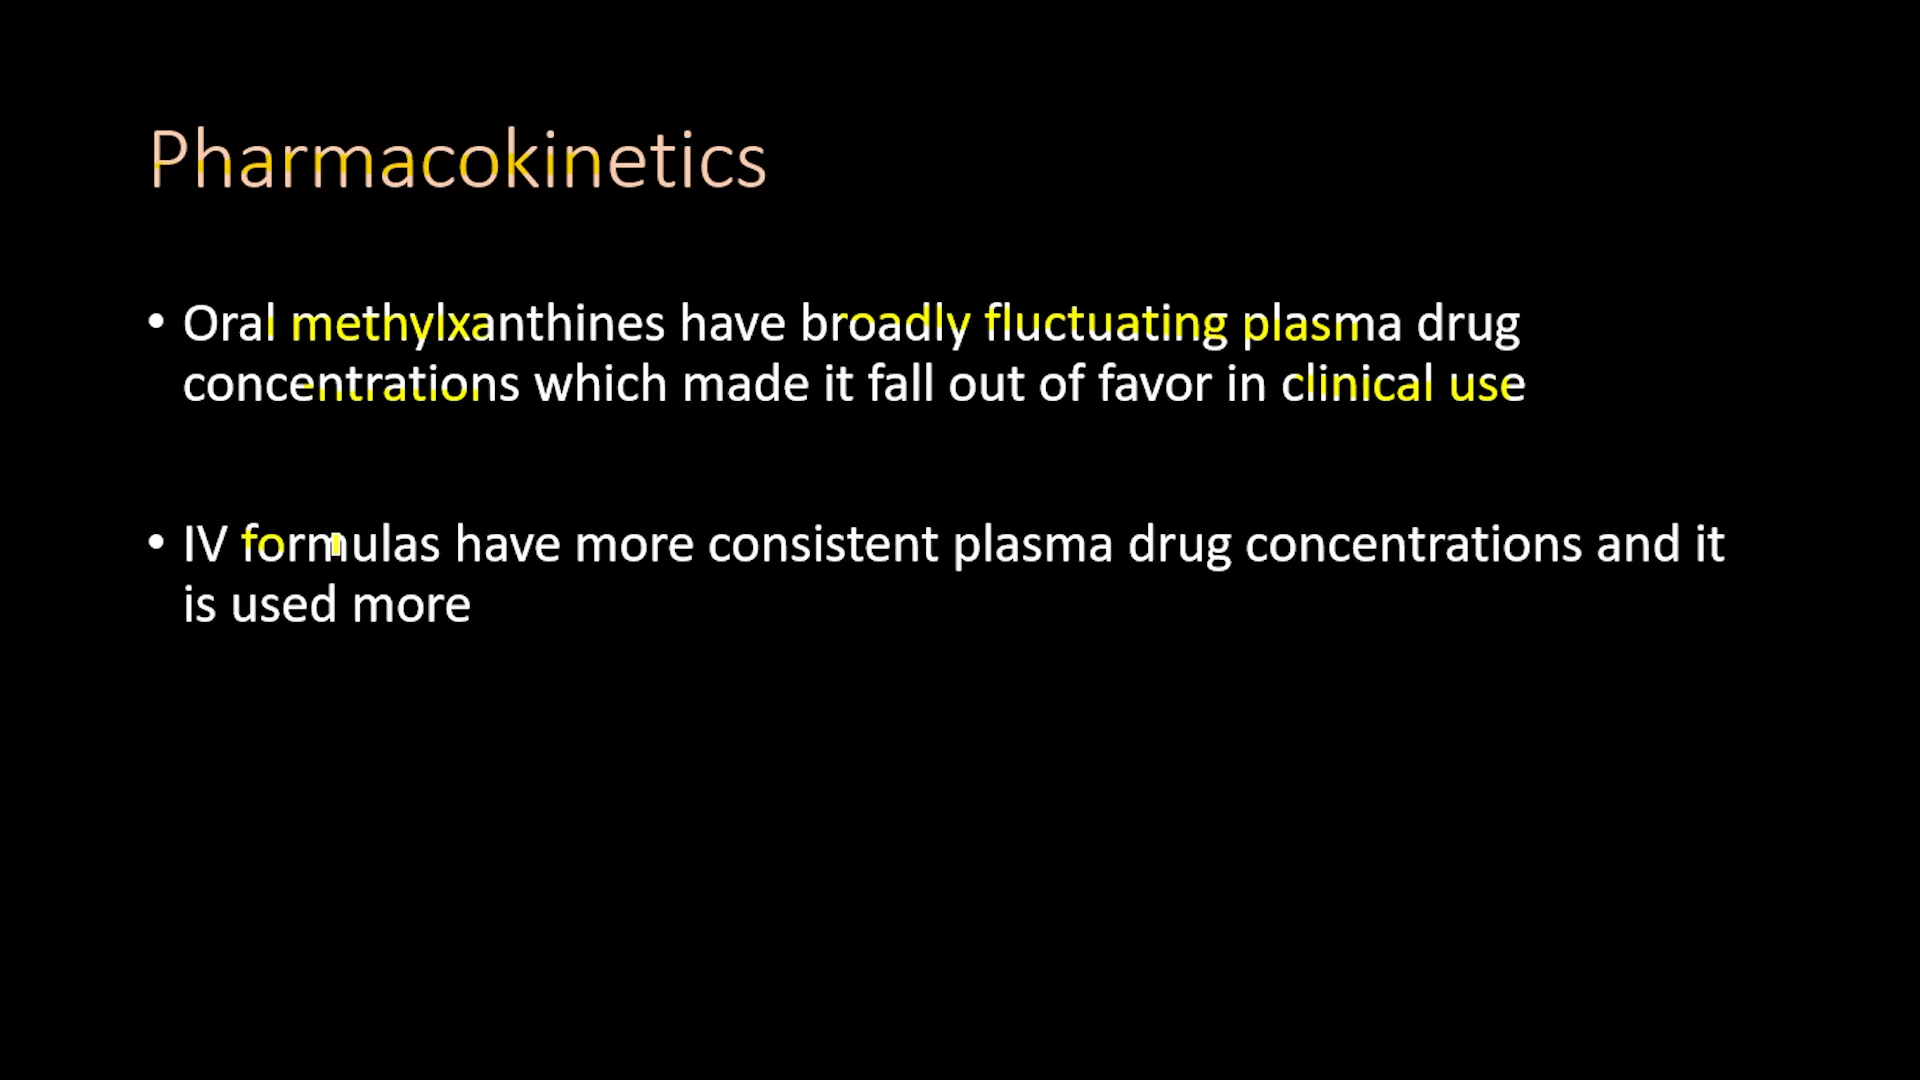 Pharmacokinetics
• Oral methylxanthines have broadly fluctuating plasma drug
concentrations which made it fall out of favor in clinical use
• IV formulas have more consistent plasma drug concentrations and it
is used more